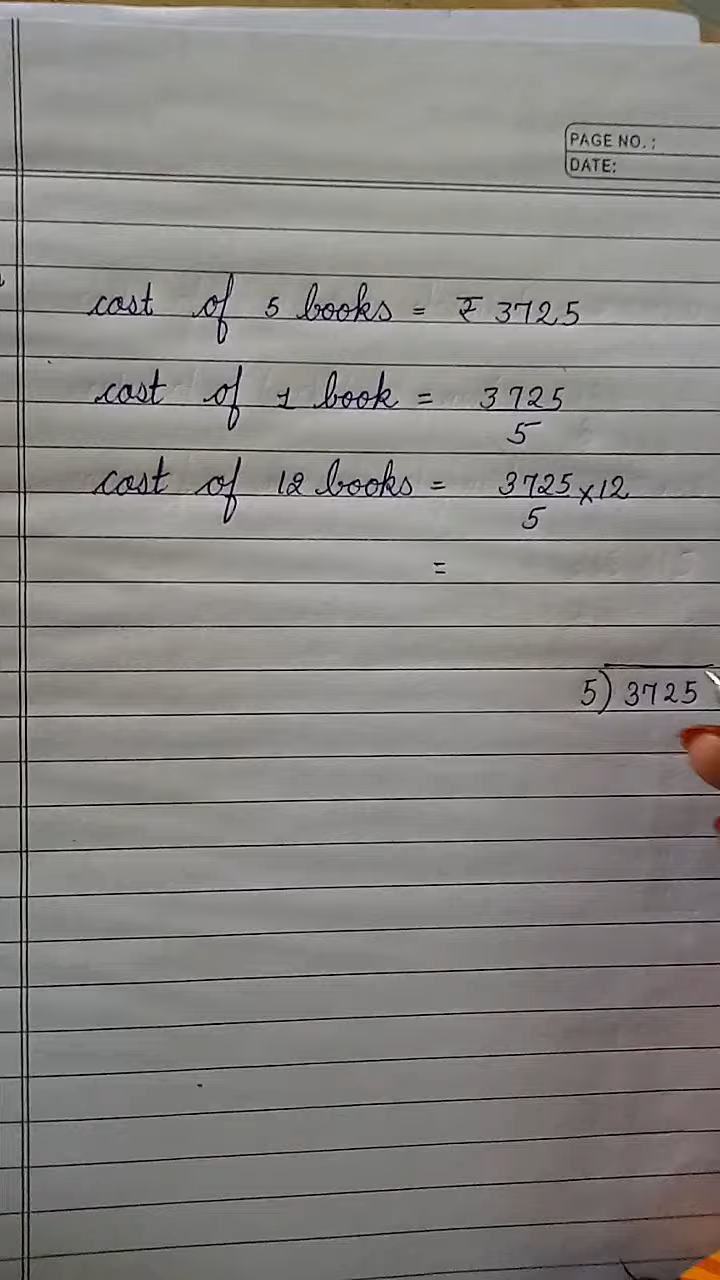 PAGE NO.:
DATE:
cost of 5 books = ₹ 3725
cost of 1 book = 3725
5
cost of 12 books = 3725 x 12
5
=
5) 3725